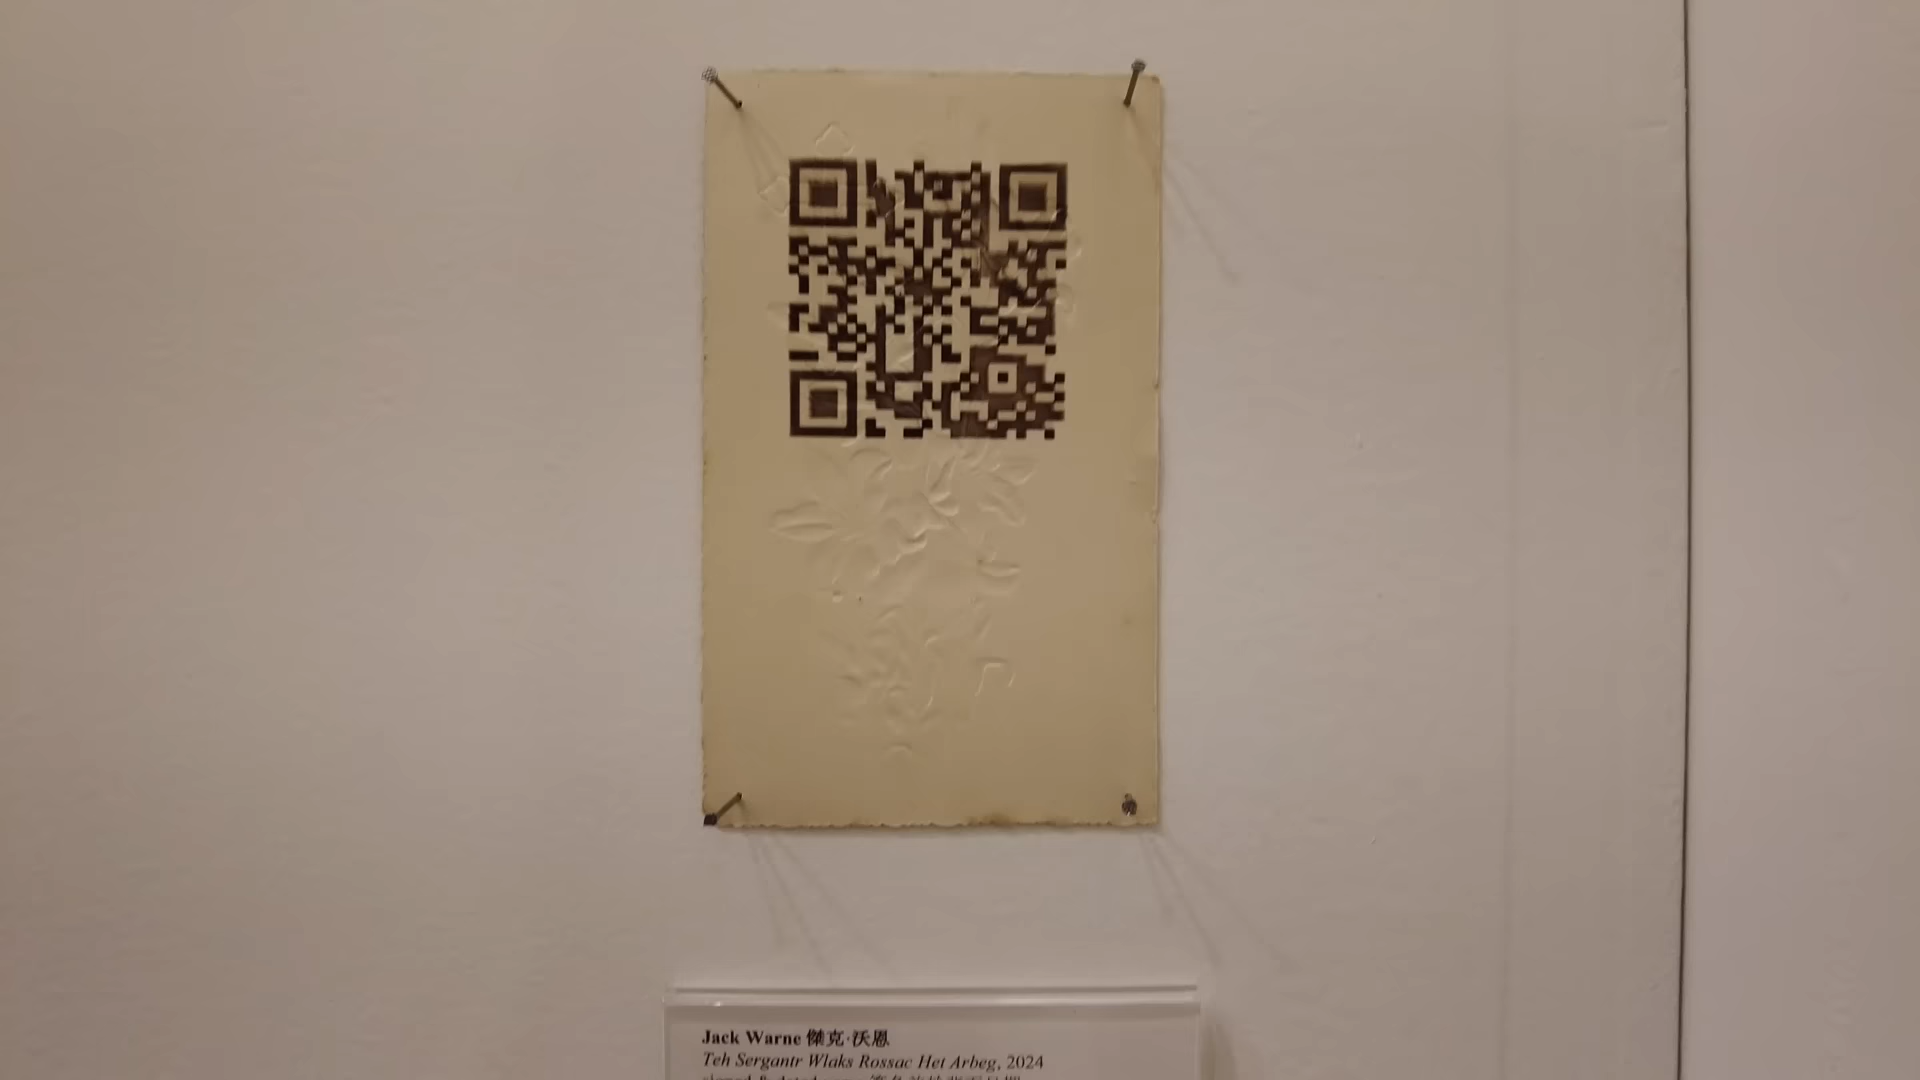 Jack Warne 傑克·沃恩
Teh Sergantr Wlaks Rossac Het Arbeg, 2024